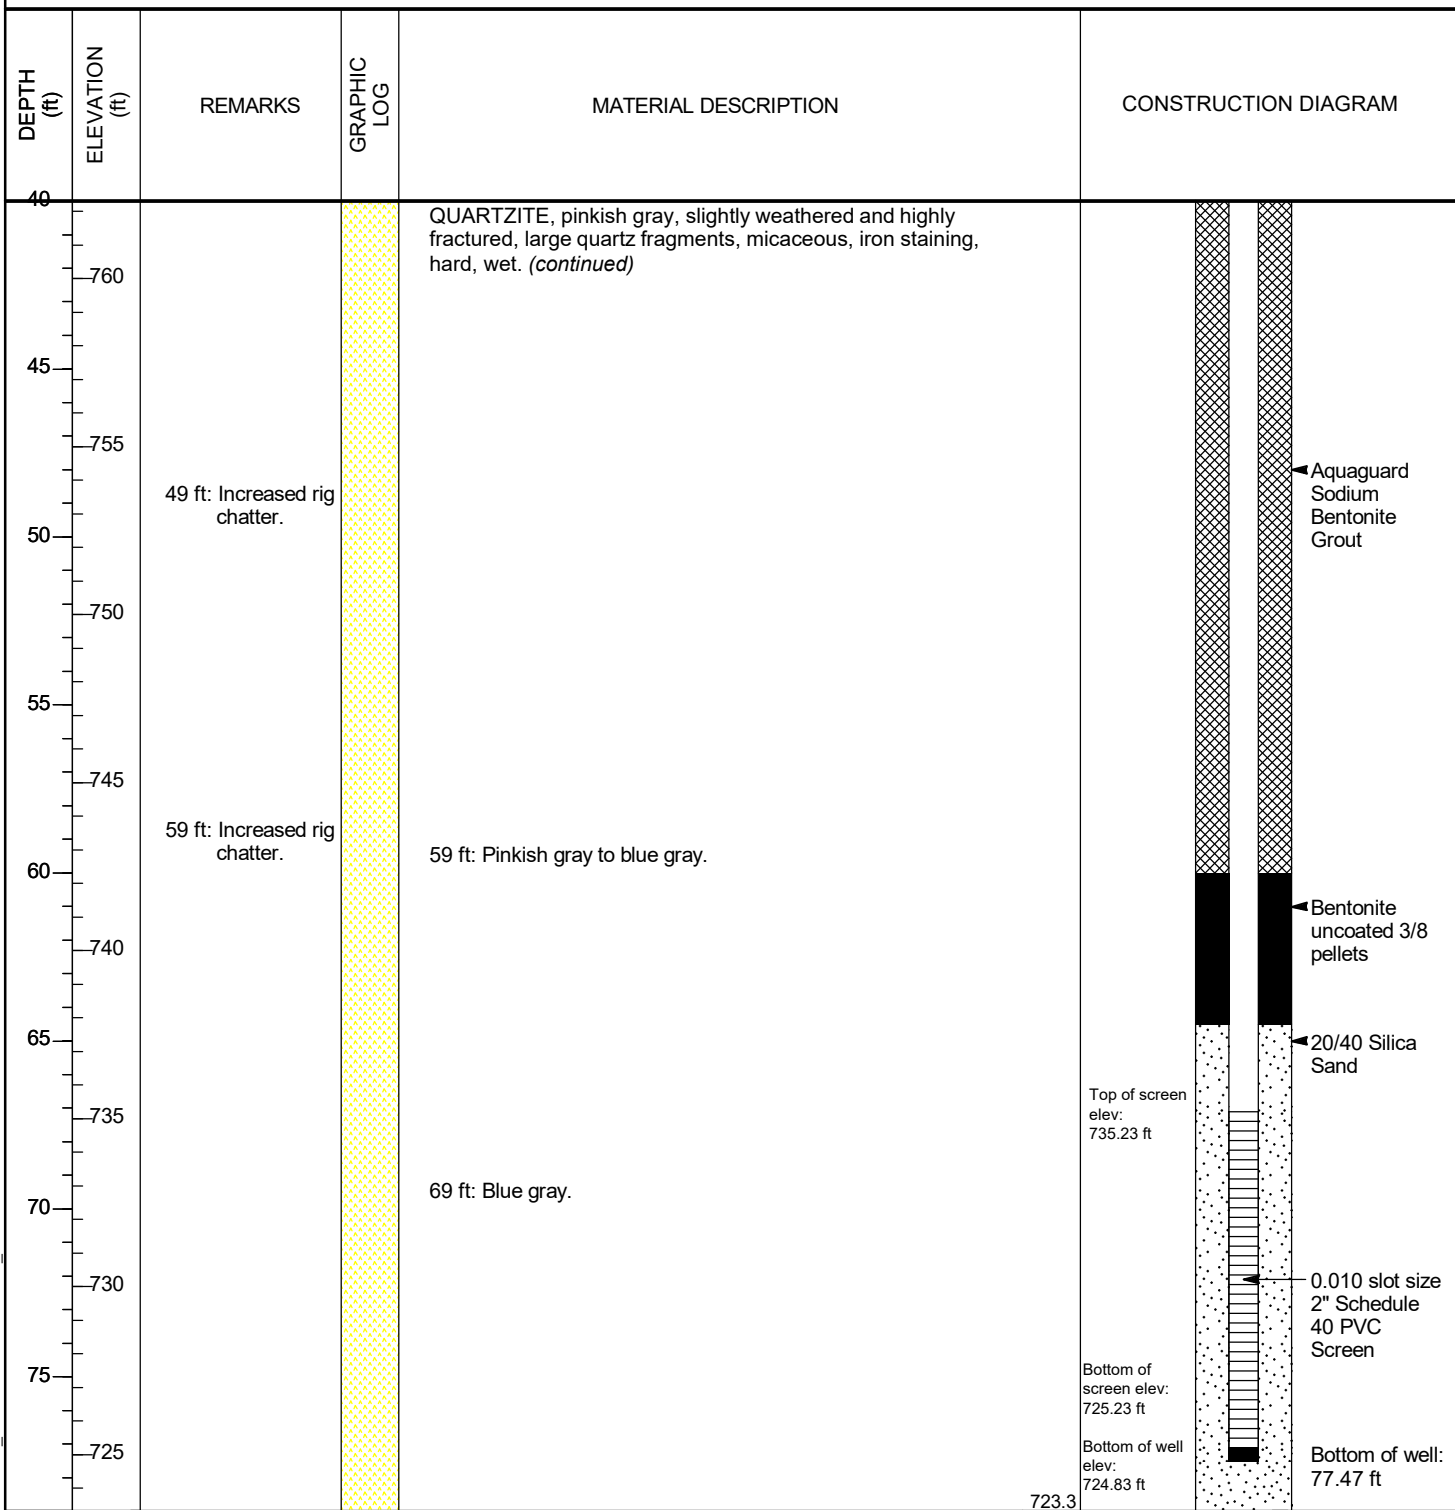 DEPTH
(ft)
ELEVATION
(ft)
REMARKS
GRAPHIC
LOG
MATERIAL DESCRIPTION
CONSTRUCTION DIAGRAM
40
QUARTZITE, pinkish gray, slightly weathered and highly
fractured, large quartz fragments, micaceous, iron staining,
hard, wet. (continued)
760
45
755
49 ft: Increased rig
chatter.
Aquaguard
Sodium
Bentonite
Grout
50
750
55
745
59 ft: Increased rig
chatter.
59 ft: Pinkish gray to blue gray.
60
Bentonite
uncoated 3/8
pellets
740
65
20/40 Silica
Sand
Top of screen
elev:
735.23 ft
735
69 ft: Blue gray.
70
730
0.010 slot size
2" Schedule
40 PVC
Screen
75
Bottom of
screen elev:
725.23 ft
725
Bottom of well
elev:
724.83 ft
Bottom of well:
77.47 ft
723.3